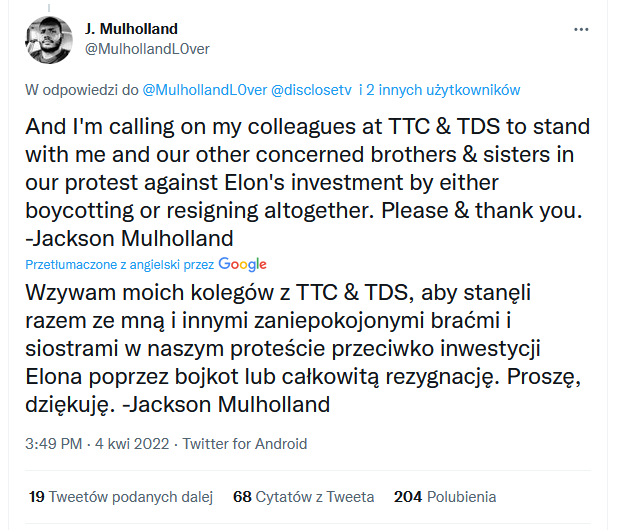 J. Mulholland
@MulhollandL0ver
W odpowiedzi do @MulhollandL0ver @disclosetv i 2 innych użytkowników
And I'm calling on my colleagues at TTC & TDS to stand
with me and our other concerned brothers & sisters in
our protest against Elon's investment by either
boycotting or resigning altogether. Please & thank you.
-Jackson Mulholland
Przetłumaczone z angielski przez Google
Wzywam moich kolegów z TTC & TDS, aby stanęli
razem ze mną i innymi zaniepokojonymi braćmi i
siostrami w naszym proteście przeciwko inwestycji
Elona poprzez bojkot lub całkowitą rezygnację. Proszę,
dziękuję. -Jackson Mulholland
3:49 PM · 4 kwi 2022 · Twitter for Android
19 Tweetów podanych dalej 68 Cytatów z Tweeta 204 Polubienia